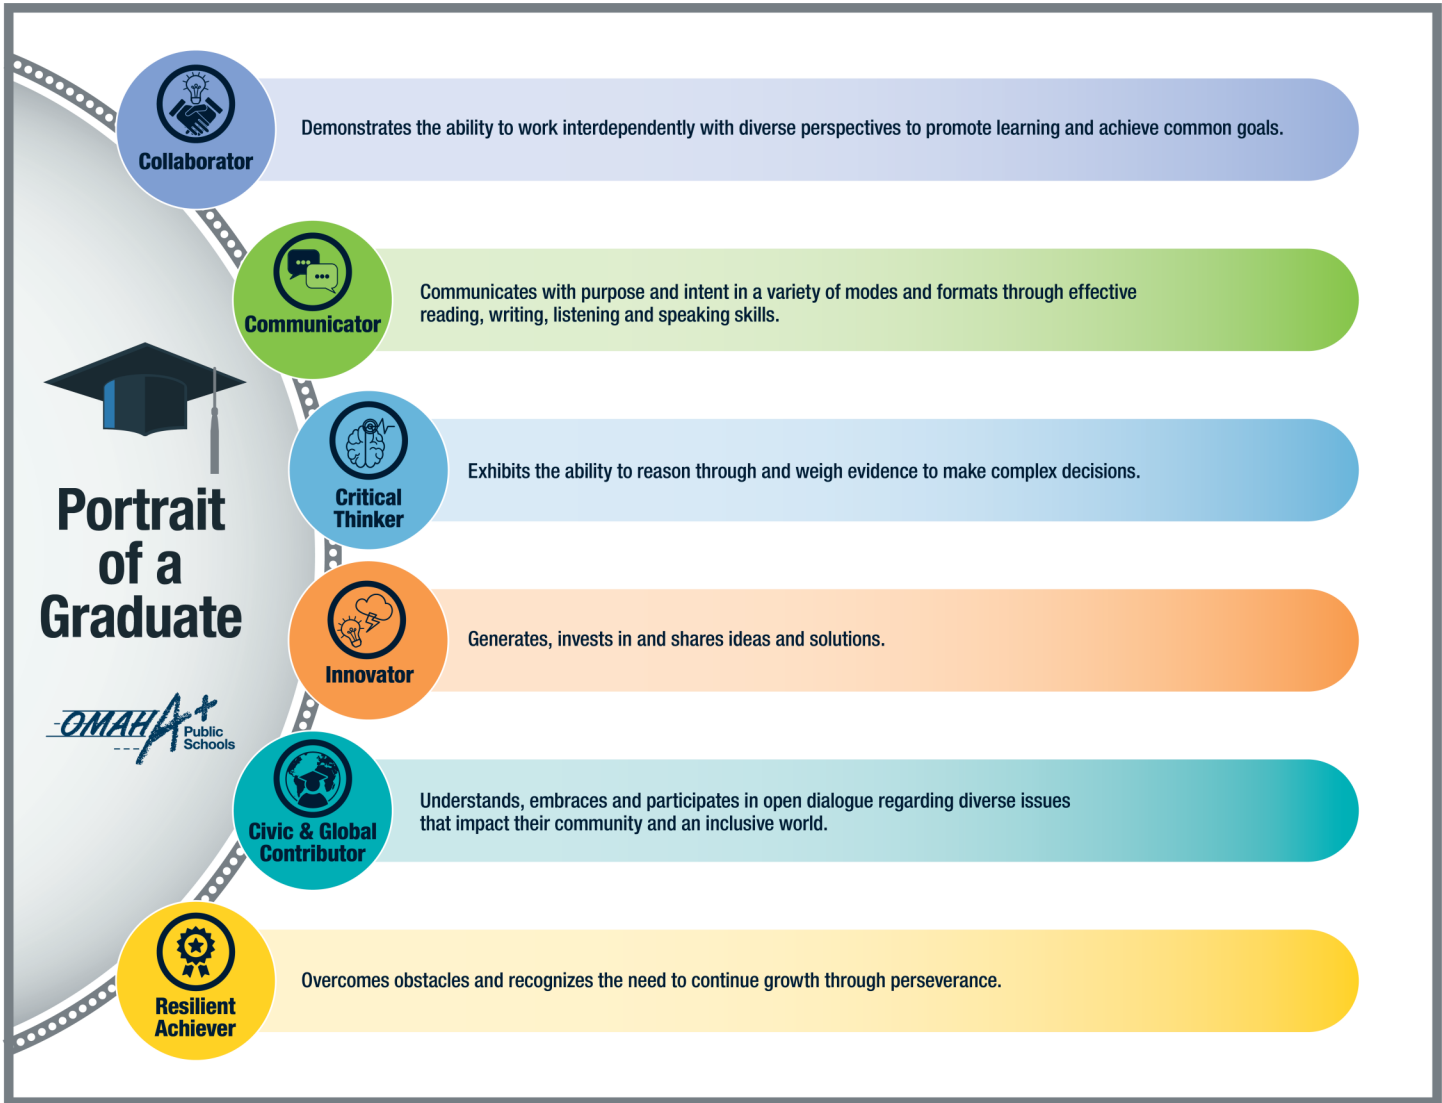 Portrait
of a
Graduate
OMAHA+
Public
Schools
Collaborator
Demonstrates the ability to work interdependently with diverse perspectives to promote learning and achieve common goals.
Communicator
Communicates with purpose and intent in a variety of modes and formats through effective
reading, writing, listening and speaking skills.
Critical
Thinker
Exhibits the ability to reason through and weigh evidence to make complex decisions.
Innovator
Generates, invests in and shares ideas and solutions.
Civic & Global
Contributor
Understands, embraces and participates in open dialogue regarding diverse issues
that impact their community and an inclusive world.
Resilient
Achiever
Overcomes obstacles and recognizes the need to continue growth through perseverance.